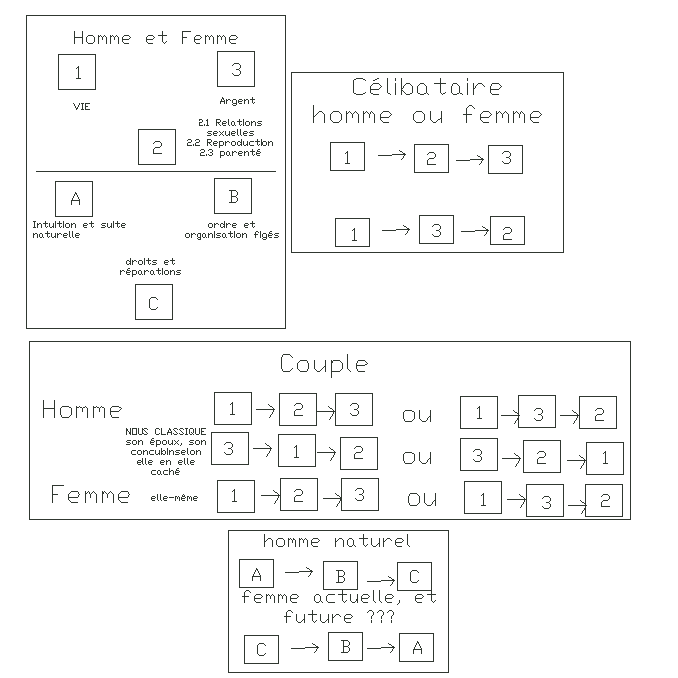 Homme et Femme
1
3
VIE
Argent
2
2.1 Relations
sexuelles
2.2 Reproduction
2.3 parenté
A
B
Intuition et suite
naturelle
ordre et
organisation figés
droits et
réparations
C
Célibataire
homme ou femme
1 → 2 → 3
1 → 3 → 2
Couple
Homme
1 → 2 → 3 ou 1 → 3 → 2
NOUS CLASSIQUE
son époux, son
concubinselon
elle en elle
caché
3 → 1 → 2 ou 3 → 2 → 1
Femme elle-même 1 → 2 → 3 ou 1 → 3 → 2
homme naturel
A → B → C
femme actuelle, et
future ???
C → B → A